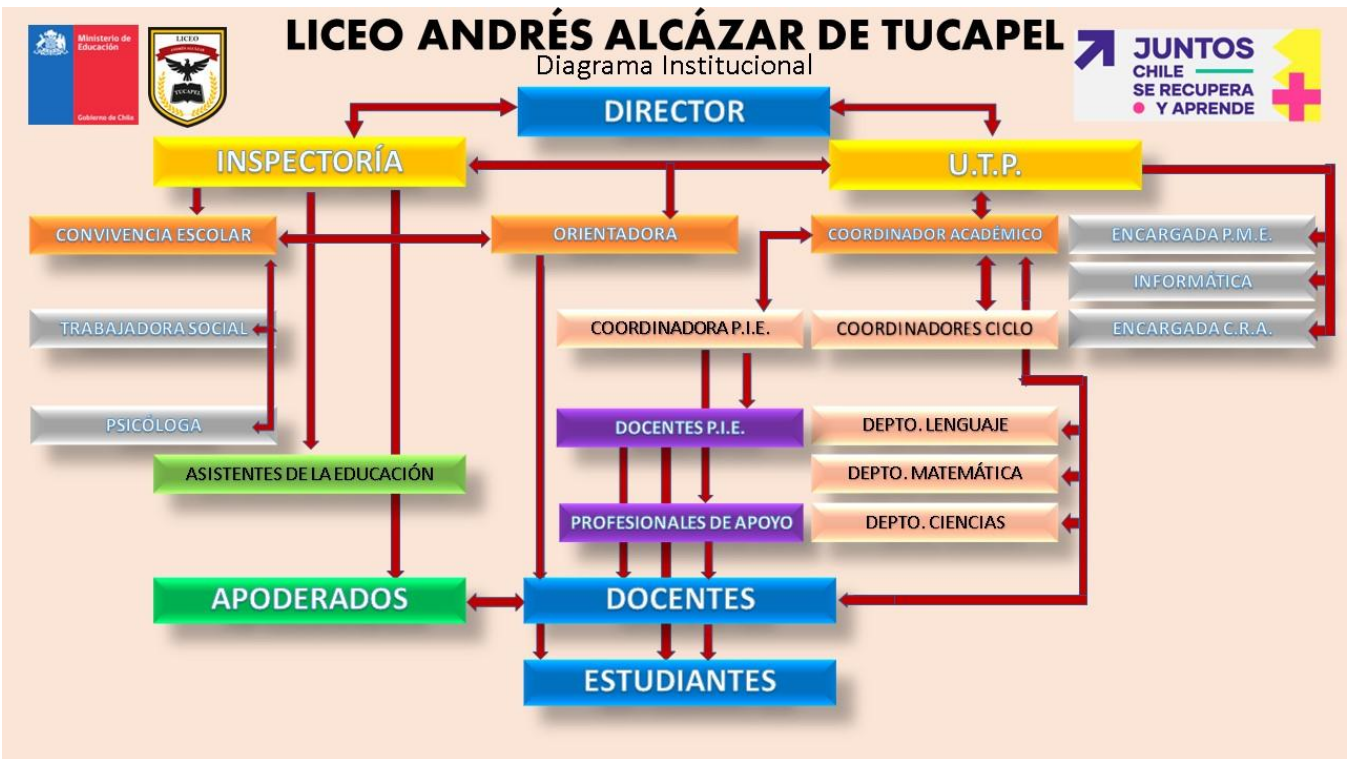 Ministerio de
Educación
Gobierno de Chile
LICEO
ANDRÉS ALCÁZAR
TUCAPEL
LICEO ANDRÉS ALCÁZAR DE TUCAPEL
Diagrama Institucional
JUNTOS
CHILE
SE RECUPERA
Y APRENDE
DIRECTOR
INSPECTORÍA
U.T.P.
CONVIVENCIA ESCOLAR
ORIENTADORA
COORDINADOR ACADÉMICO
ENCARGADA P.M.E.
INFORMÁTICA
TRABAJADORA SOCIAL
COORDINADORA P.I.E.
COORDINADORES CICLO
ENCARGADA C.R.A.
PSICÓLOGA
DOCENTES P.I.E.
DEPTO. LENGUAJE
ASISTENTES DE LA EDUCACIÓN
DEPTO. MATEMÁTICA
PROFESIONALES DE APOYO
DEPTO. CIENCIAS
APODERADOS
DOCENTES
ESTUDIANTES